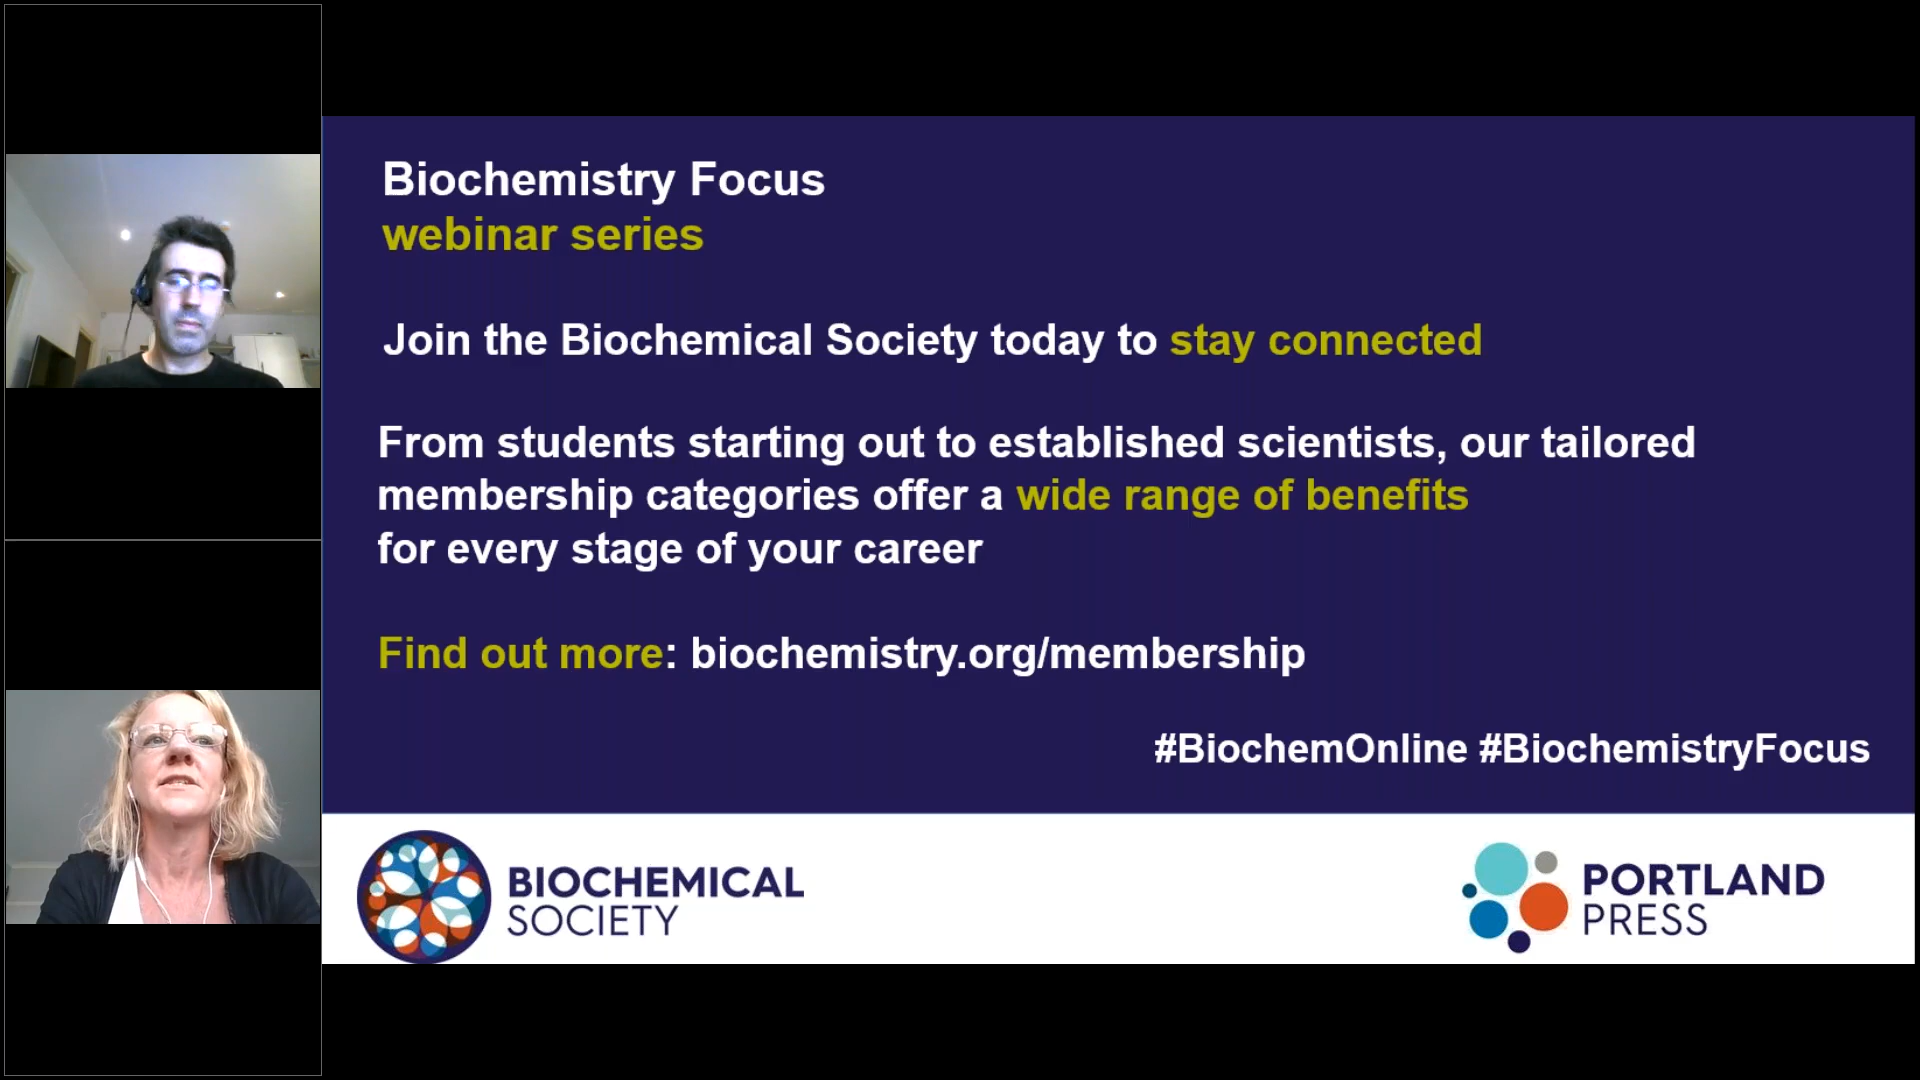 Biochemistry Focus
webinar series
Join the Biochemical Society today to stay connected
From students starting out to established scientists, our tailored
membership categories offer a wide range of benefits
for every stage of your career
Find out more: biochemistry.org/membership
#BiochemOnline #BiochemistryFocus
BIOCHEMICAL
SOCIETY
PORTLAND
PRESS